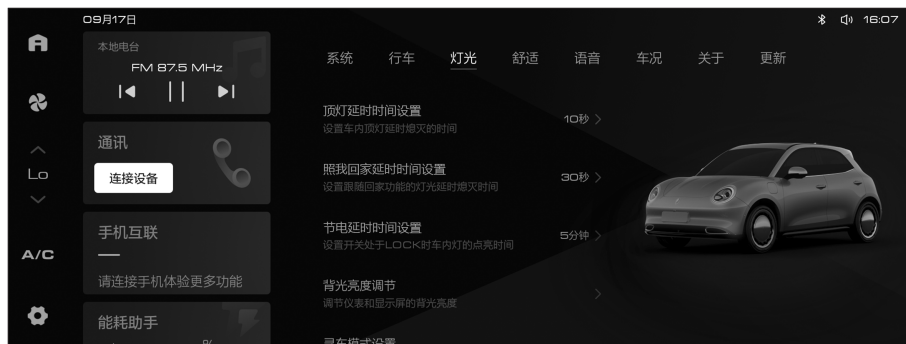 09月17日
16:07
本地电台
FM 87.5 MHz
通讯
连接设备
手机互联
请连接手机体验更多功能
能耗助手
%
Lo
A/C
系统 行车 灯光 舒适 语音 车况 关于 更新
顶灯延时时间设置
设置车内顶灯延时熄灭的时间
10秒
照我回家延时时间设置
设置跟随回家功能的灯光延时熄灭时间
30秒
节电延时时间设置
设置开关处于LOCK时车内灯的点亮时间
5分钟
背光亮度调节
调节仪表和显示屏的背光亮度
寻车模式设置